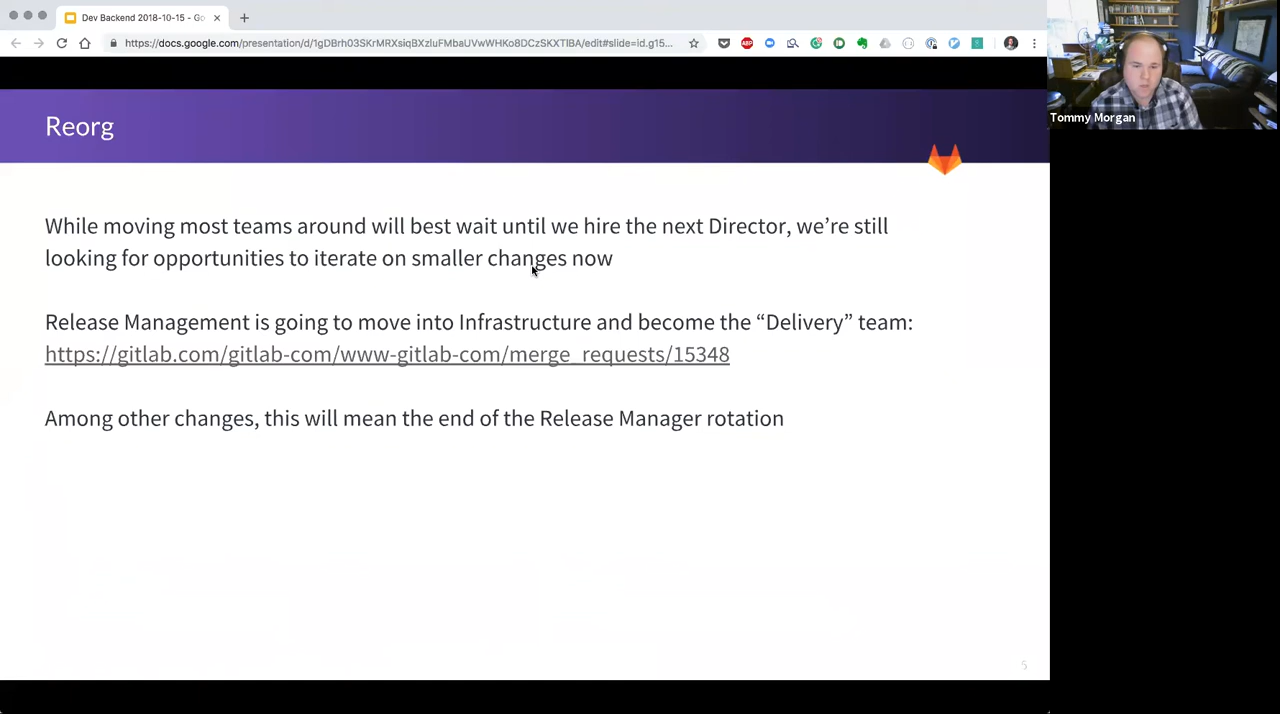 Dev Backend 2018-10-15 - Go
https://docs.google.com/presentation/d/1gDBrh03SKrMRXsiqBXzluFMbaUVwWHKo8DCzSKXTlBA/edit#slide=id.g15...
ABP
Tommy Morgan
Reorg
While moving most teams around will best wait until we hire the next Director, we’re still
looking for opportunities to iterate on smaller changes now
Release Management is going to move into Infrastructure and become the “Delivery” team:
https://gitlab.com/gitlab-com/www-gitlab-com/merge_requests/15348
Among other changes, this will mean the end of the Release Manager rotation
5